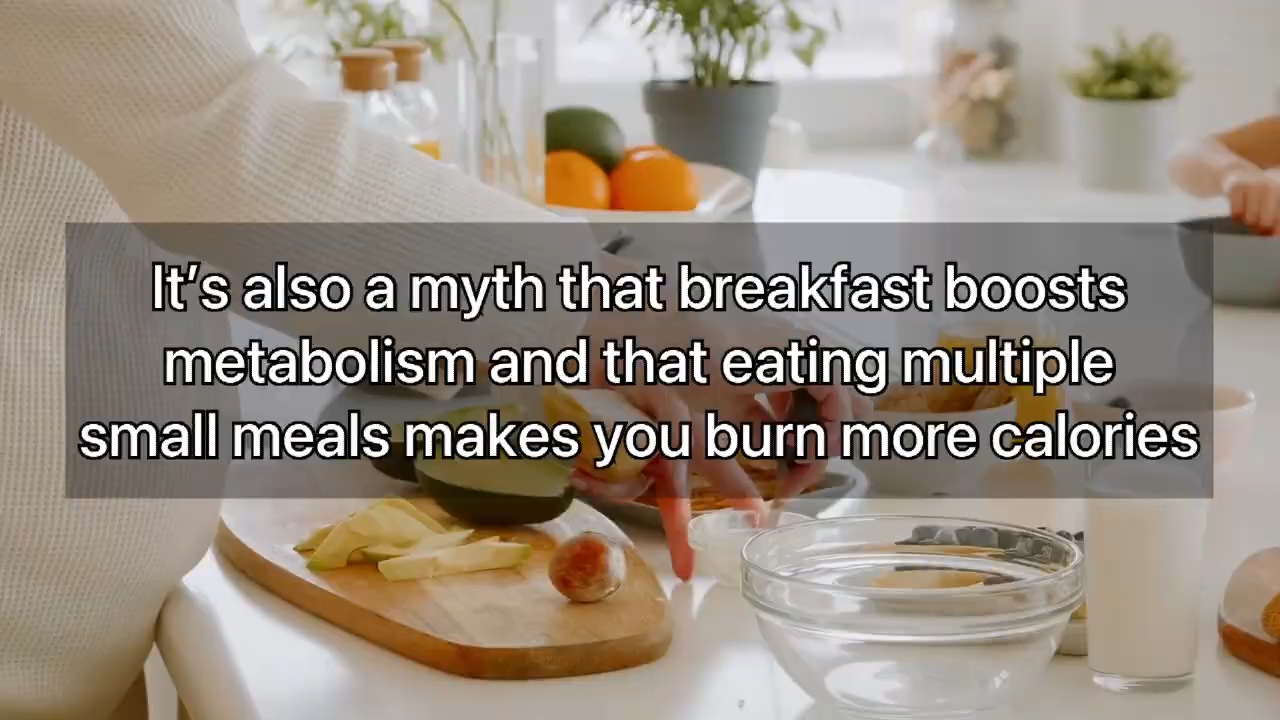 It’s also a myth that breakfast boosts
metabolism and that eating multiple
small meals makes you burn more calories